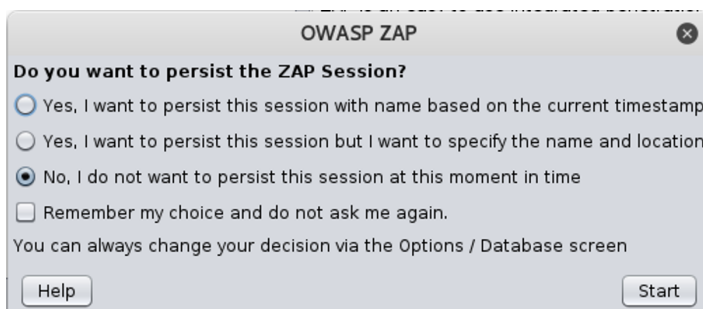 OWASP ZAP
Do you want to persist the ZAP Session?
Yes, I want to persist this session with name based on the current timestamp
Yes, I want to persist this session but I want to specify the name and location
No, I do not want to persist this session at this moment in time
Remember my choice and do not ask me again.
You can always change your decision via the Options / Database screen
Help
Start